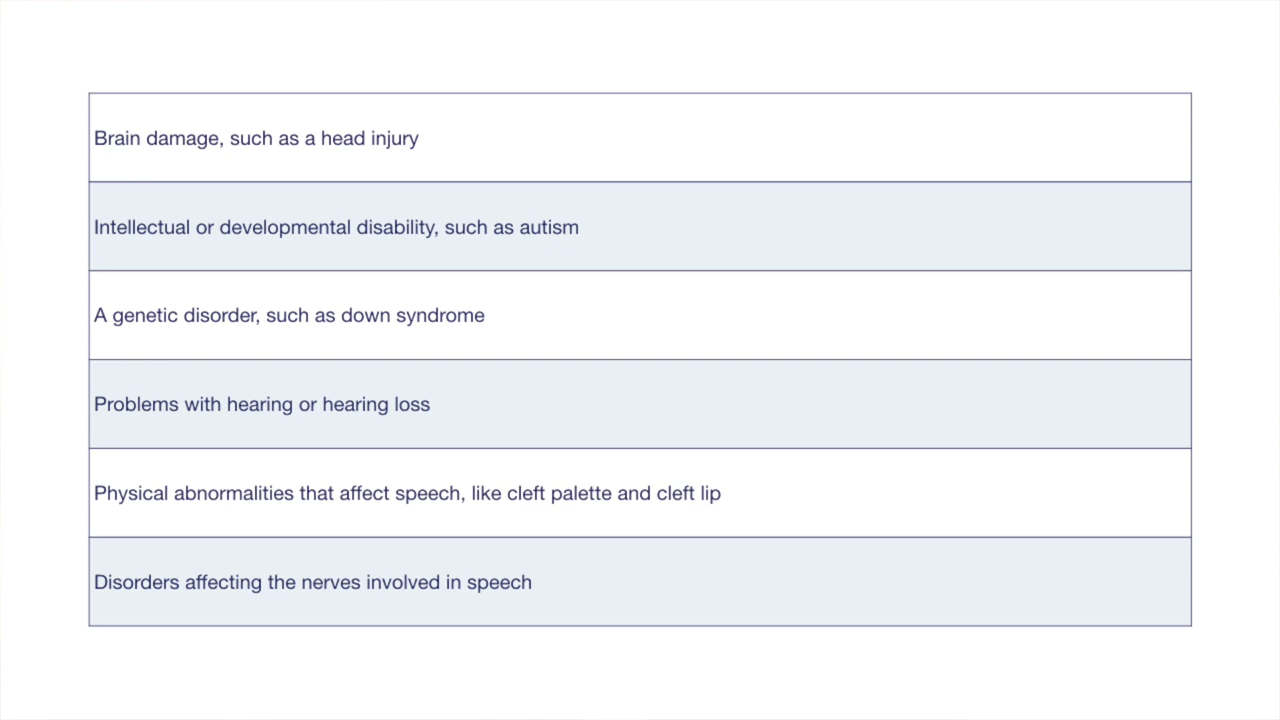 Brain damage, such as a head injury
Intellectual or developmental disability, such as autism
A genetic disorder, such as down syndrome
Problems with hearing or hearing loss
Physical abnormalities that affect speech, like cleft palette and cleft lip
Disorders affecting the nerves involved in speech